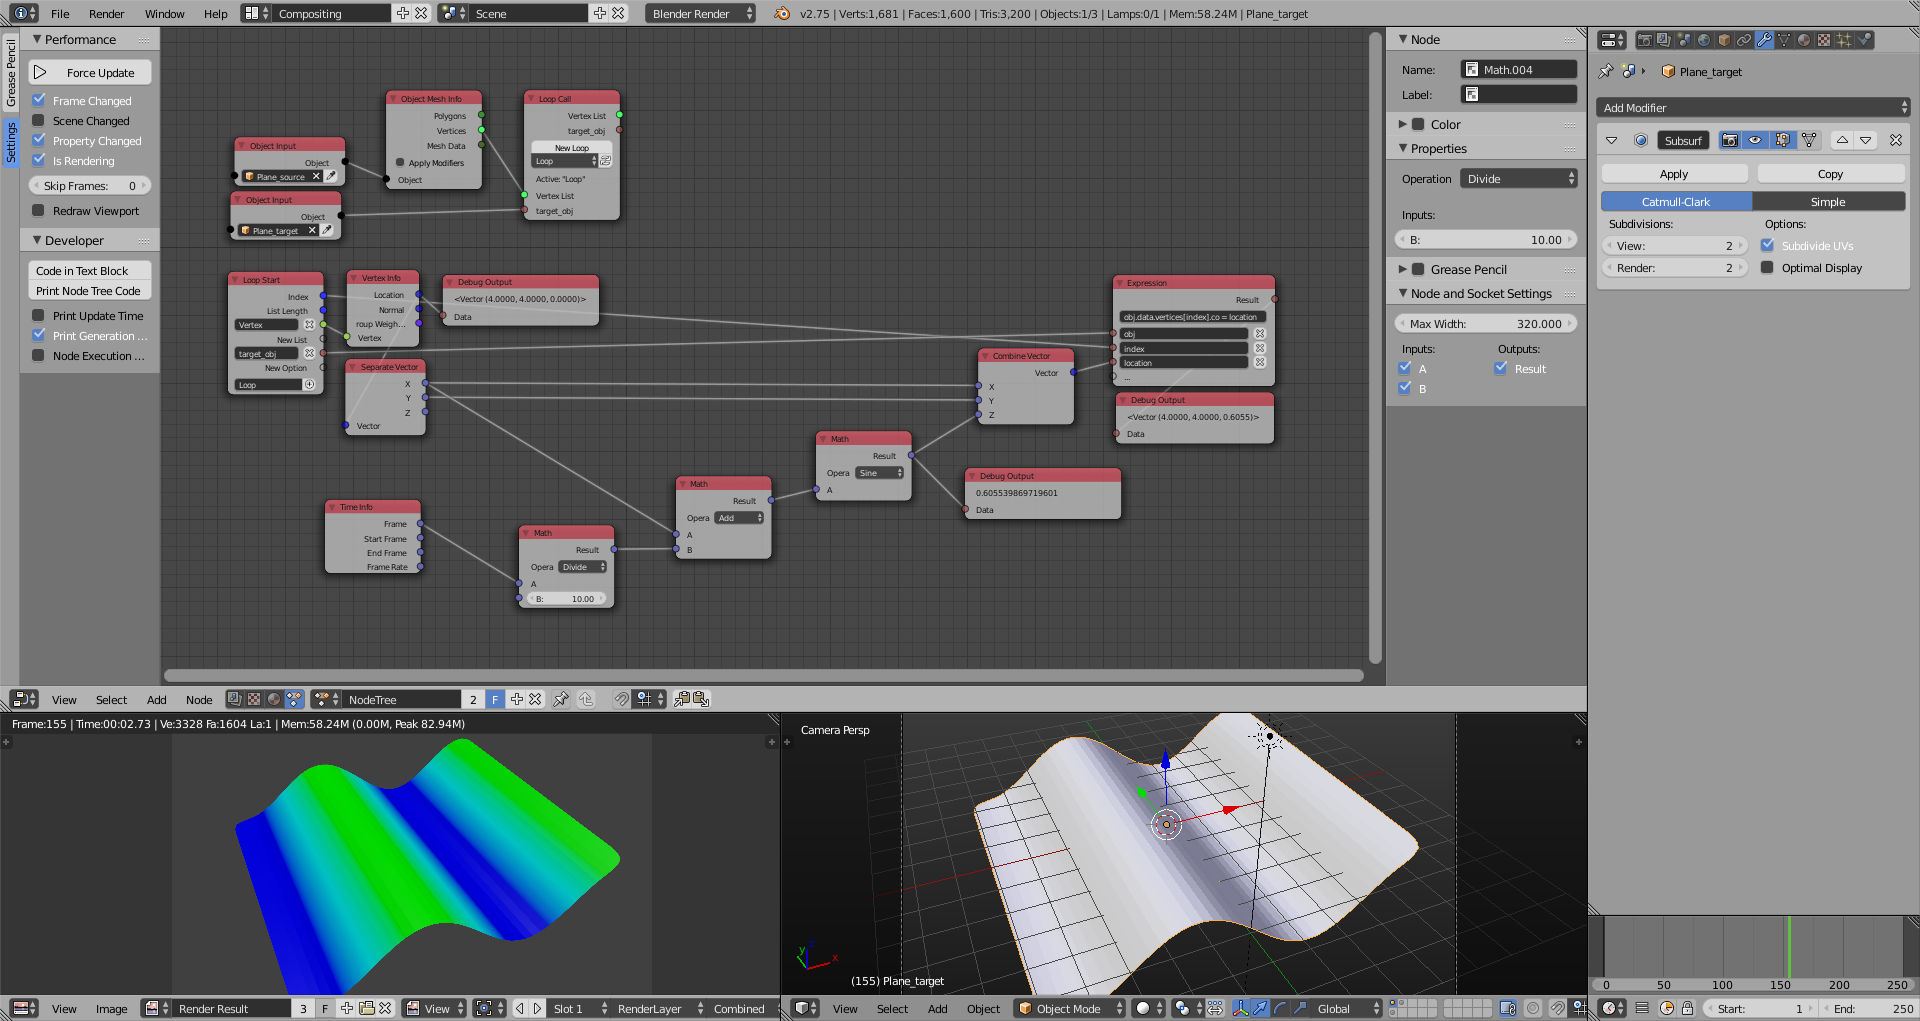 File Render Window Help Compositing Scene Blender Render v2.75 | Verts:1,681 | Faces:1,600 | Tris:3,200 | Objects:1/3 | Lamps:0/1 | Mem:58.24M | Plane_target
Grease Pencil
Settings
Performance
Force Update
Frame Changed
Scene Changed
Property Changed
Is Rendering
Skip Frames: 0
Redraw Viewport
Developer
Code in Text Block
Print Node Tree Code
Print Update Time
Print Generation ...
Node Execution ...
Object Input
Object
Plane_source
Object Input
Object
Plane_target
Object Mesh Info
Polygons
Vertices
Mesh Data
Apply Modifiers
Object
Loop Call
Vertex List
target_obj
New Loop
Loop
Active: "Loop"
Vertex List
target_obj
Loop Start
Index
List Length
Vertex
New List
target_obj
New Option
Loop
Vertex Info
Location
Normal
roup Weigh...
Vertex
Debug Output
<Vector (4.0000, 4.0000, 0.0000)>
Data
Separate Vector
X
Y
Z
Vector
Time Info
Frame
Start Frame
End Frame
Frame Rate
Math
Result
Opera Divide
A
B: 10.00
Math
Result
Opera Add
A
B
Math
Result
Opera Sine
A
Combine Vector
Vector
X
Y
Z
Debug Output
0.605539869719601
Data
Expression
Result
obj.data.vertices[index].co = location
obj
index
location
...
Debug Output
<Vector (4.0000, 4.0000, 0.6055)>
Data
Node
Name: Math.004
Label:
Color
Properties
Operation Divide
Inputs:
B: 10.00
Grease Pencil
Node and Socket Settings
Max Width: 320.000
Inputs: Outputs:
A Result
B
Plane_target
Add Modifier
Subsurf
Apply Copy
Catmull-Clark Simple
Subdivisions: Options:
View: 2 Subdivide UVs
Render: 2 Optimal Display
View Select Add Node NodeTree 2 F
Frame:155 | Time:00:02.73 | Ve:3328 Fa:1604 La:1 | Mem:58.24M (0.00M, Peak 82.94M)
Camera Persp
y
x
(155) Plane_target
0 50 100 150 200 250
View Image Render Result 3 F View Slot 1 RenderLayer Combined
View Select Add Object Object Mode Global
Start: 1 End: 250